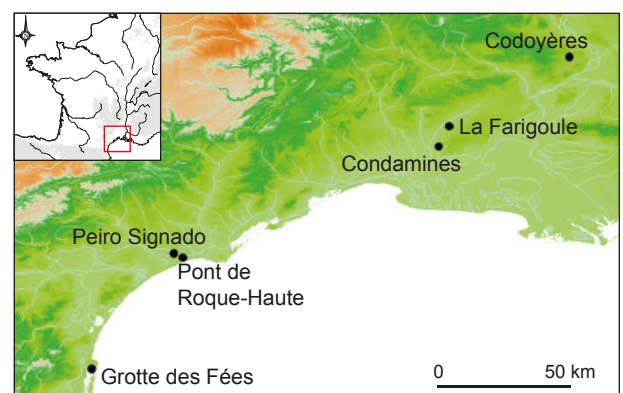 N
Codoyères
La Farigoule
Condamines
Peiro Signado
Pont de
Roque-Haute
Grotte des Fées
0 50 km